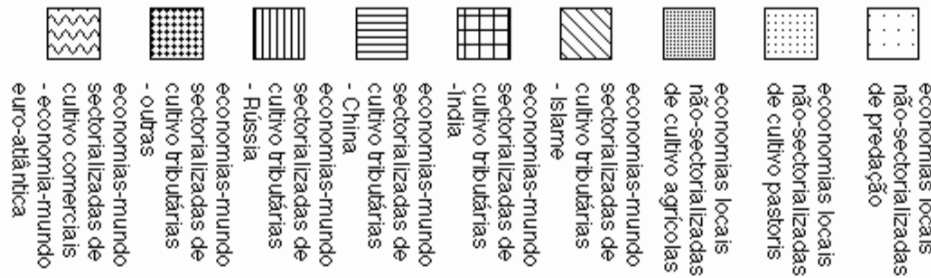 economias locais
não-sectorializadas
de predação
ecoonomias locais
não-sectorializadas
de cultivo pastoris
economias locais
não-sectorializadas
de cultivo agrícolas
economias-mundo
sectorializadas de
cultivo tributárias
- Islame
economias-mundo
sectorializadas de
cultivo tributárias
-Índia
economias-mundo
sectorializadas de
cultivo tributárias
- China
economias-mundo
sectorializadas de
cultivo tributárias
- Rússia
economias-mundo
sectorializadas de
cultivo tributárias
- outras
economias-mundo
sectorializadas de
cultivo comerciais
- economia-mundo
euro-atlântica